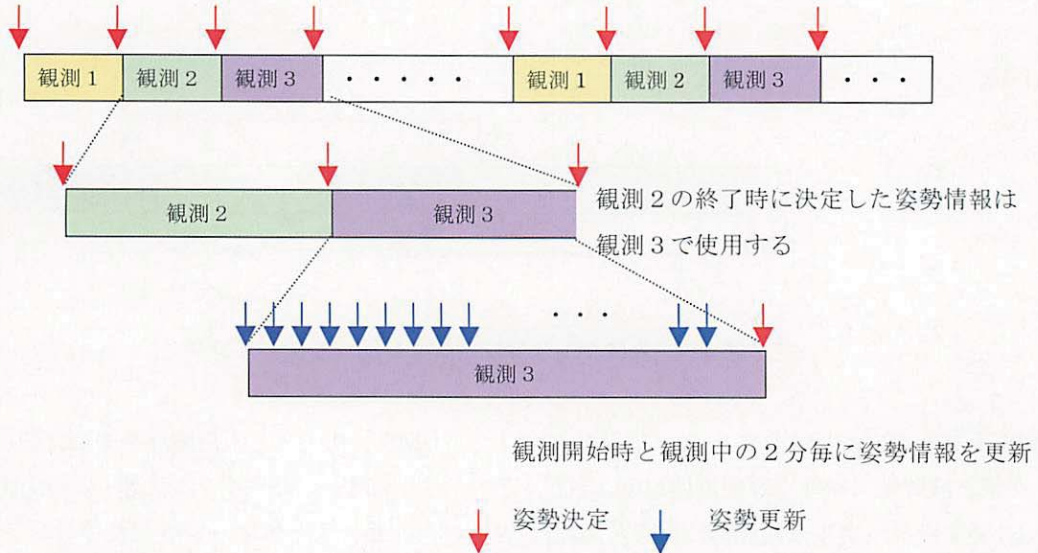 観測1 観測2 観測3 ・・・・・ 観測1 観測2 観測3 ・・・
観測2 観測3
観測2の終了時に決定した姿勢情報は
観測3で使用する
・・・
観測3
観測開始時と観測中の2分毎に姿勢情報を更新
姿勢決定 姿勢更新